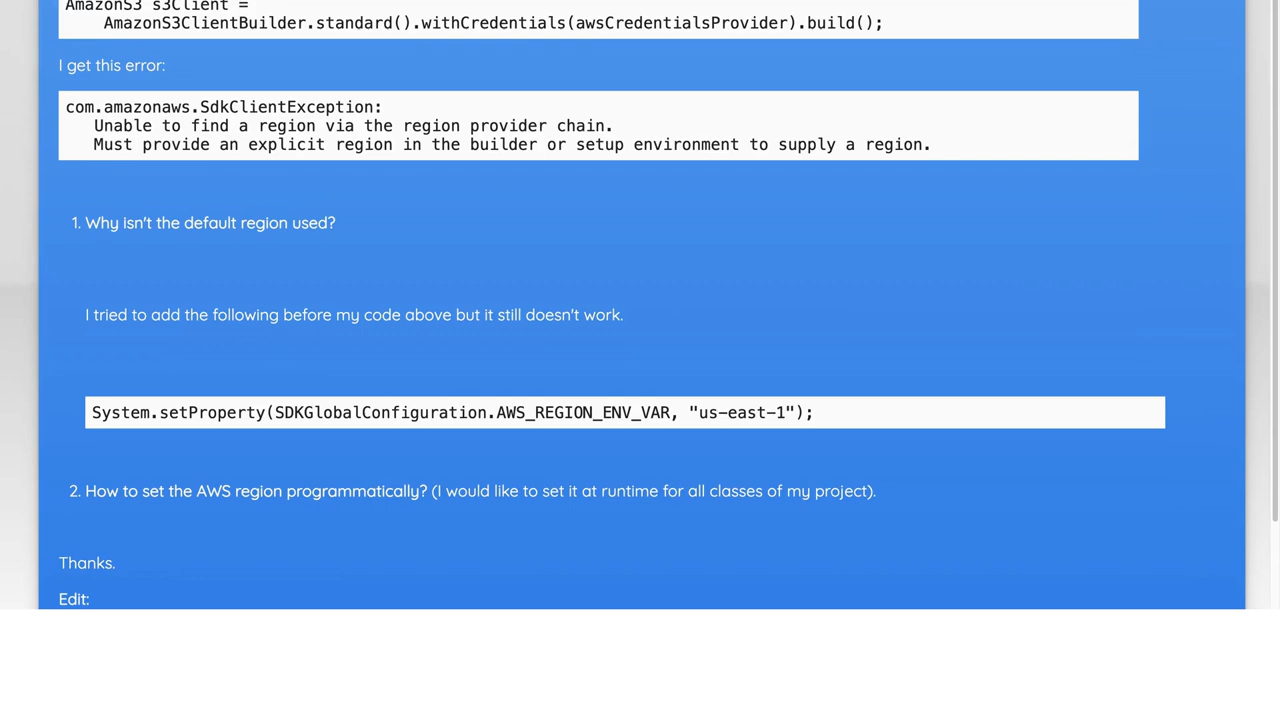 AmazonS3 s3Client =
AmazonS3ClientBuilder.standard().withCredentials(awsCredentialsProvider).build();
I get this error:
com.amazonaws.SdkClientException:
Unable to find a region via the region provider chain.
Must provide an explicit region in the builder or setup environment to supply a region.
1. Why isn't the default region used?
I tried to add the following before my code above but it still doesn't work.
System.setProperty(SDKGlobalConfiguration.AWS_REGION_ENV_VAR, "us-east-1");
2. How to set the AWS region programmatically? (I would like to set it at runtime for all classes of my project).
Thanks.
Edit: